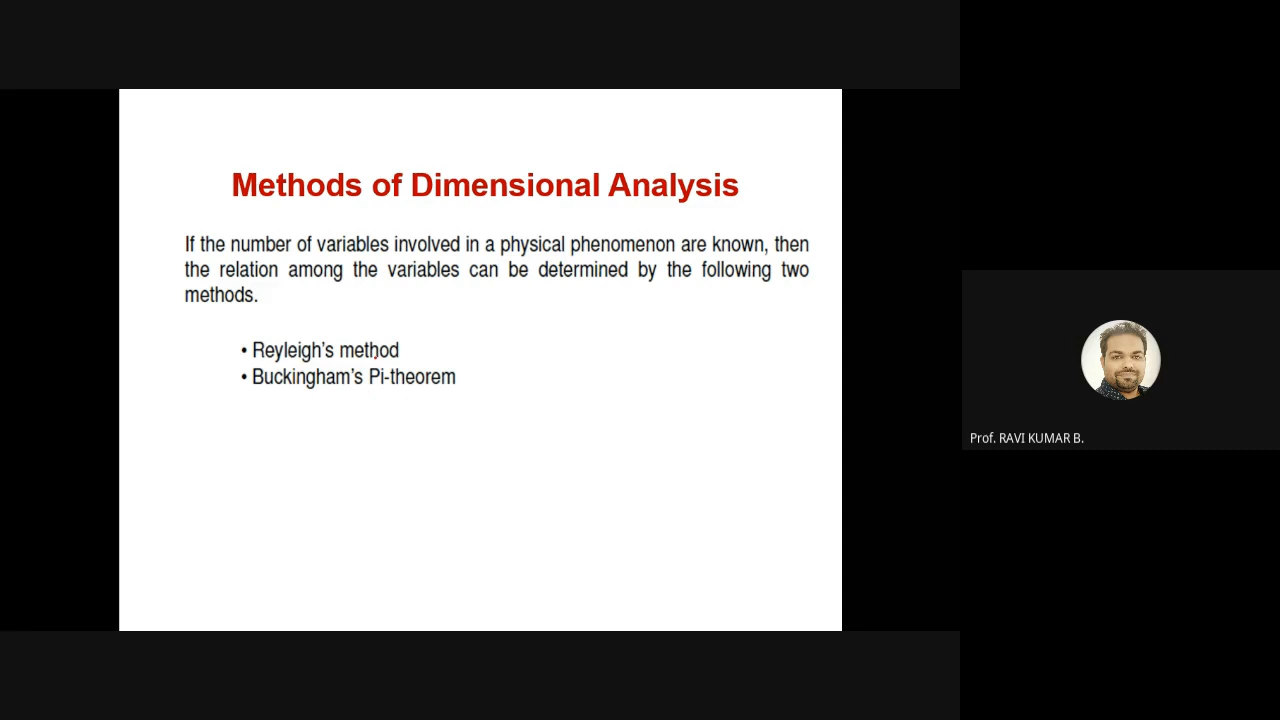 Methods of Dimensional Analysis
If the number of variables involved in a physical phenomenon are known, then
the relation among the variables can be determined by the following two
methods.
• Reyleigh's method
• Buckingham's Pi-theorem
Prof. RAVI KUMAR B.